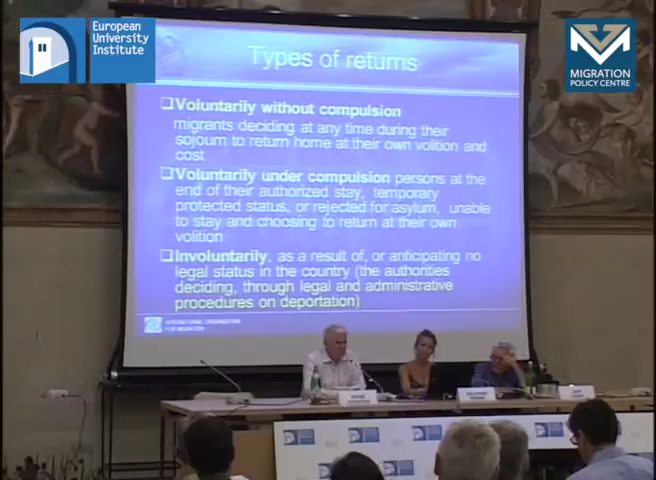 European
University
Institute
MIGRATION
POLICY CENTRE
Types of returns
Voluntarily without compulsion
migrants deciding at any time during their
sojourn to return home at their own volition and
cost
Voluntarily under compulsion persons at the
end of their authorized stay, temporary
protected status, or rejected for asylum, unable
to stay and choosing to return at their own
volition
Involuntarily, as a result of, or anticipating no
legal status in the country (the authorities
deciding, through legal and administrative
procedures on deportation)
INTERNATIONAL ORGANIZATION
FOR MIGRATION